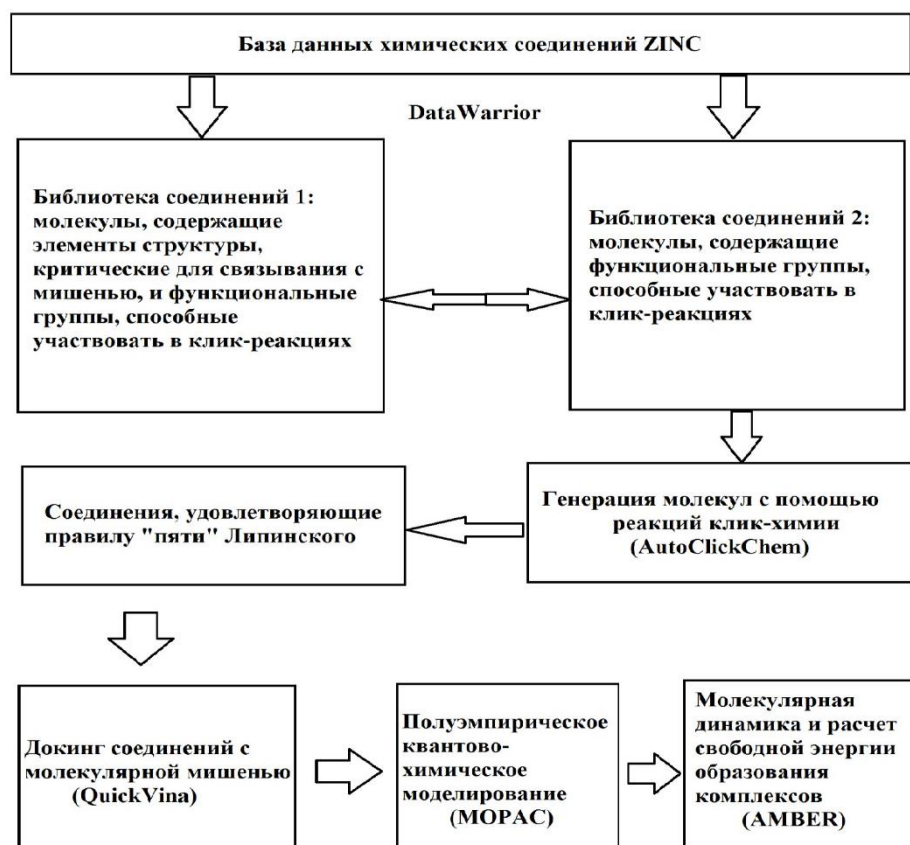 База данных химических соединений ZINC
DataWarrior
Библиотека соединений 1:
молекулы, содержащие
элементы структуры,
критические для связывания с
мишенью, и функциональные
группы, способные
участвовать в клик-реакциях
Библиотека соединений 2:
молекулы, содержащие
функциональные группы,
способные участвовать в
клик-реакциях
Генерация молекул с помощью
реакций клик-химии
(AutoClickChem)
Соединения, удовлетворяющие
правилу "пяти" Липинского
Докинг соединений с
молекулярной мишенью
(QuickVina)
Полуэмпирическое
квантово-
химическое
моделирование
(MOPAC)
Молекулярная
динамика и расчет
свободной энергии
образования
комплексов
(AMBER)